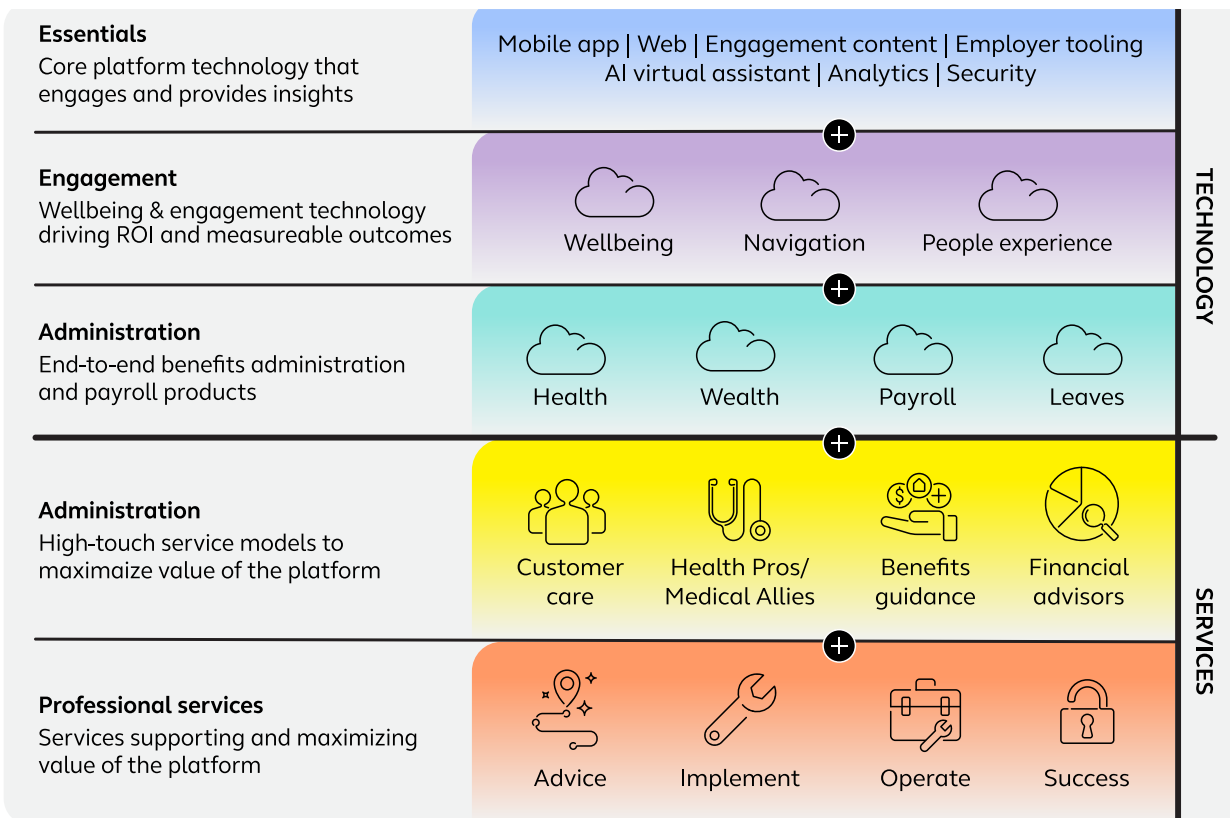 Essentials
Core platform technology that
engages and provides insights
Mobile app | Web | Engagement content | Employer tooling
AI virtual assistant | Analytics | Security
Engagement
Wellbeing & engagement technology
driving ROI and measureable outcomes
Wellbeing
Navigation
People experience
Administration
End-to-end benefits administration
and payroll products
Health
Wealth
Payroll
Leaves
TECHNOLOGY
Administration
High-touch service models to
maximaize value of the platform
Customer
care
Health Pros/
Medical Allies
Benefits
guidance
Financial
advisors
Professional services
Services supporting and maximizing
value of the platform
Advice
Implement
Operate
Success
SERVICES